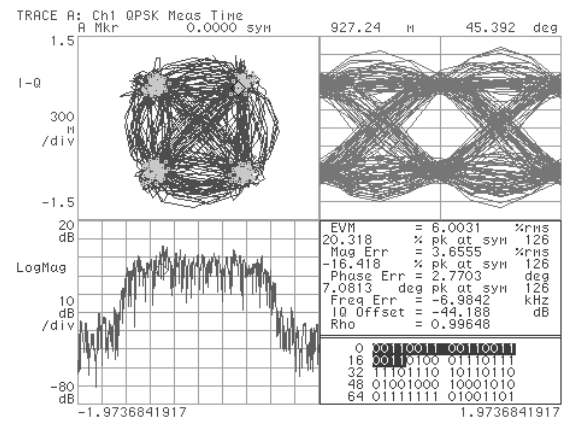 TRACE A: Ch1 QPSK Meas Time
A Mkr 0.0000 sym 927.24 m 45.392 deg
1.5
I-Q
300
m
/div
-1.5
20
dB
LogMag
10
dB
/div
-80
dB
-1.9736841917 1.9736841917
EVM = 6.0031 %rms
20.318 % pk at sym 126
Mag Err = 3.6555 %rms
-16.418 % pk at sym 126
Phase Err = 2.7703 deg
7.0813 deg pk at sym 126
Freq Err = -6.9842 kHz
IQ Offset = -44.188 dB
Rho = 0.99648
0 00110011 00110011
16 00110100 01110111
32 11101110 10110110
48 01001000 10001010
64 01111111 01001101